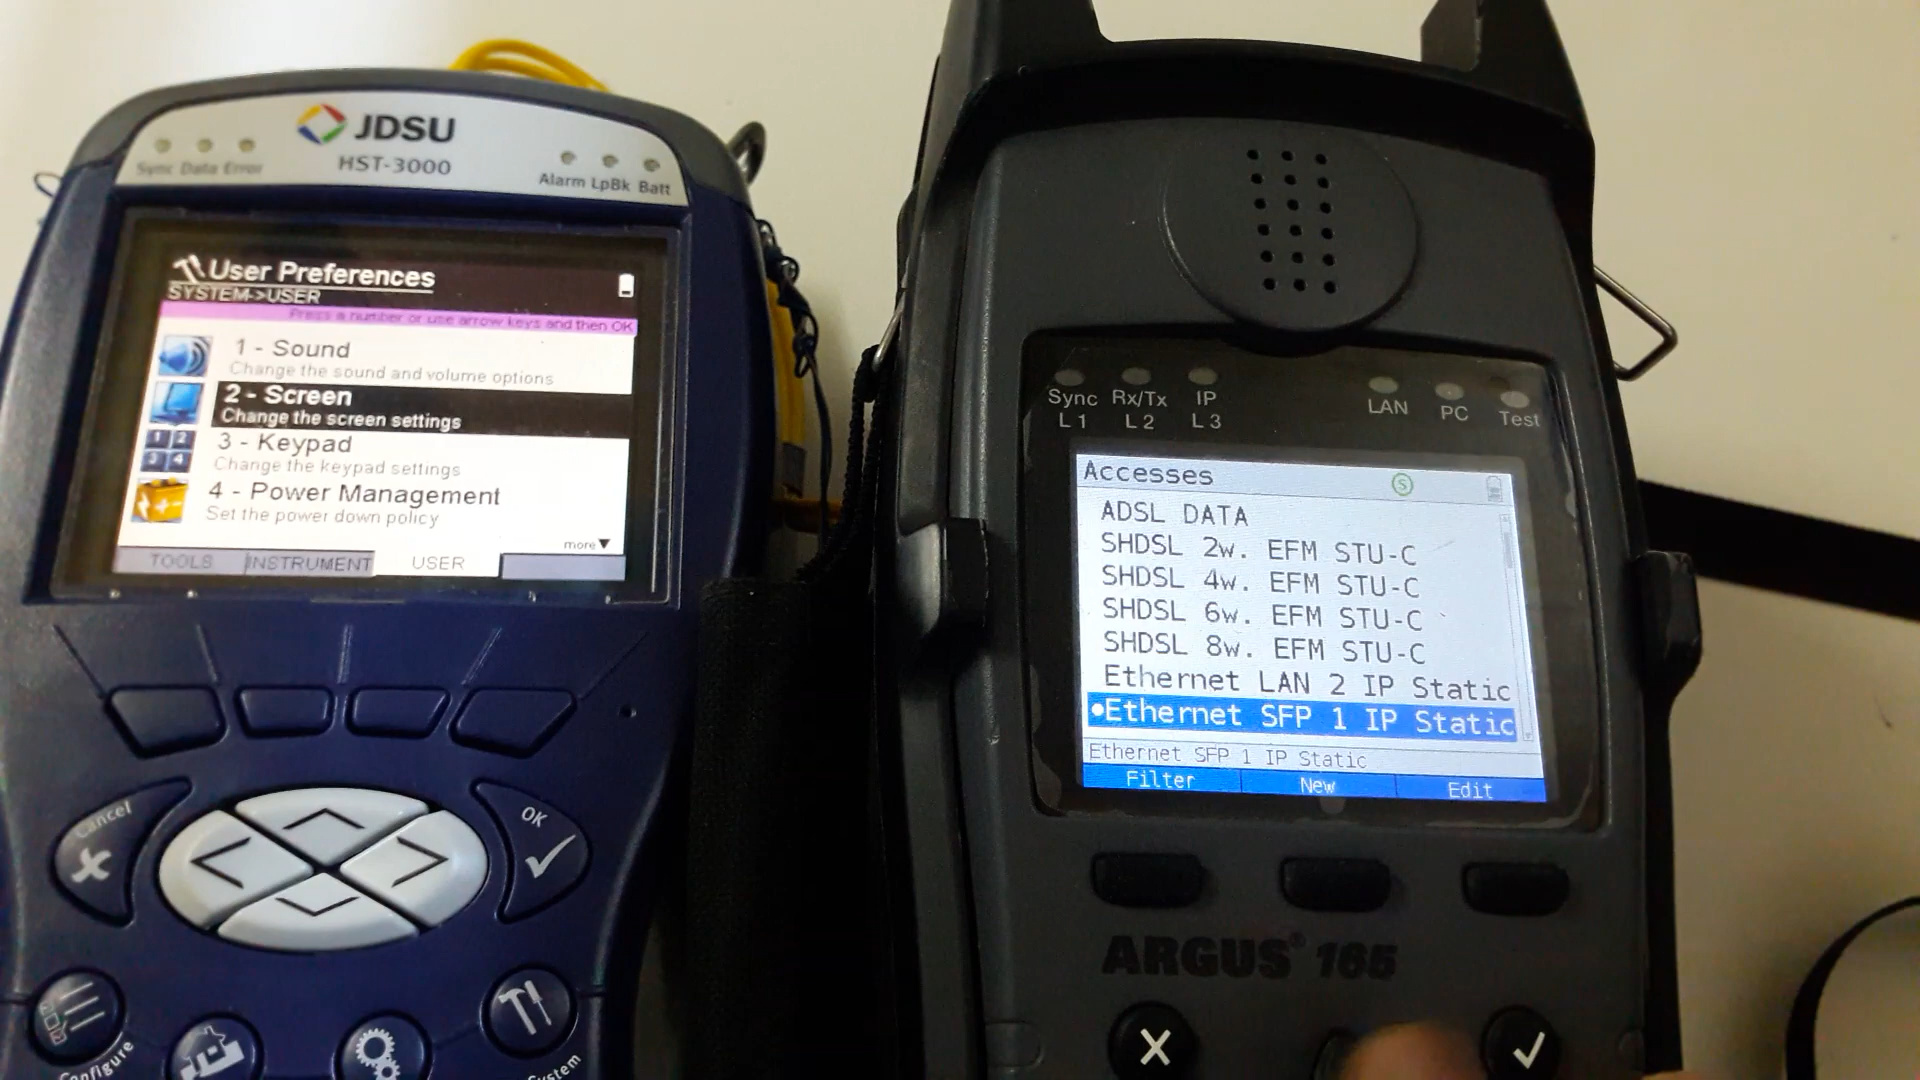 JDSU
HST-3000
Sync Data Error
Alarm LpBk Batt
User Preferences
SYSTEM->USER
Press a number or use arrow keys and then OK
1 - Sound
Change the sound and volume options
2 - Screen
Change the screen settings
3 - Keypad
Change the keypad settings
4 - Power Management
Set the power down policy
more▼
TOOLS INSTRUMENT USER
Cancel
OK
Configure
System
Sync Rx/Tx IP LAN PC Test
L1 L2 L3
Accesses
ADSL DATA
SHDSL 2w. EFM STU-C
SHDSL 4w. EFM STU-C
SHDSL 6w. EFM STU-C
SHDSL 8w. EFM STU-C
Ethernet LAN 2 IP Static
•Ethernet SFP 1 IP Static
Ethernet SFP 1 IP Static
Filter New Edit
ARGUS® 165